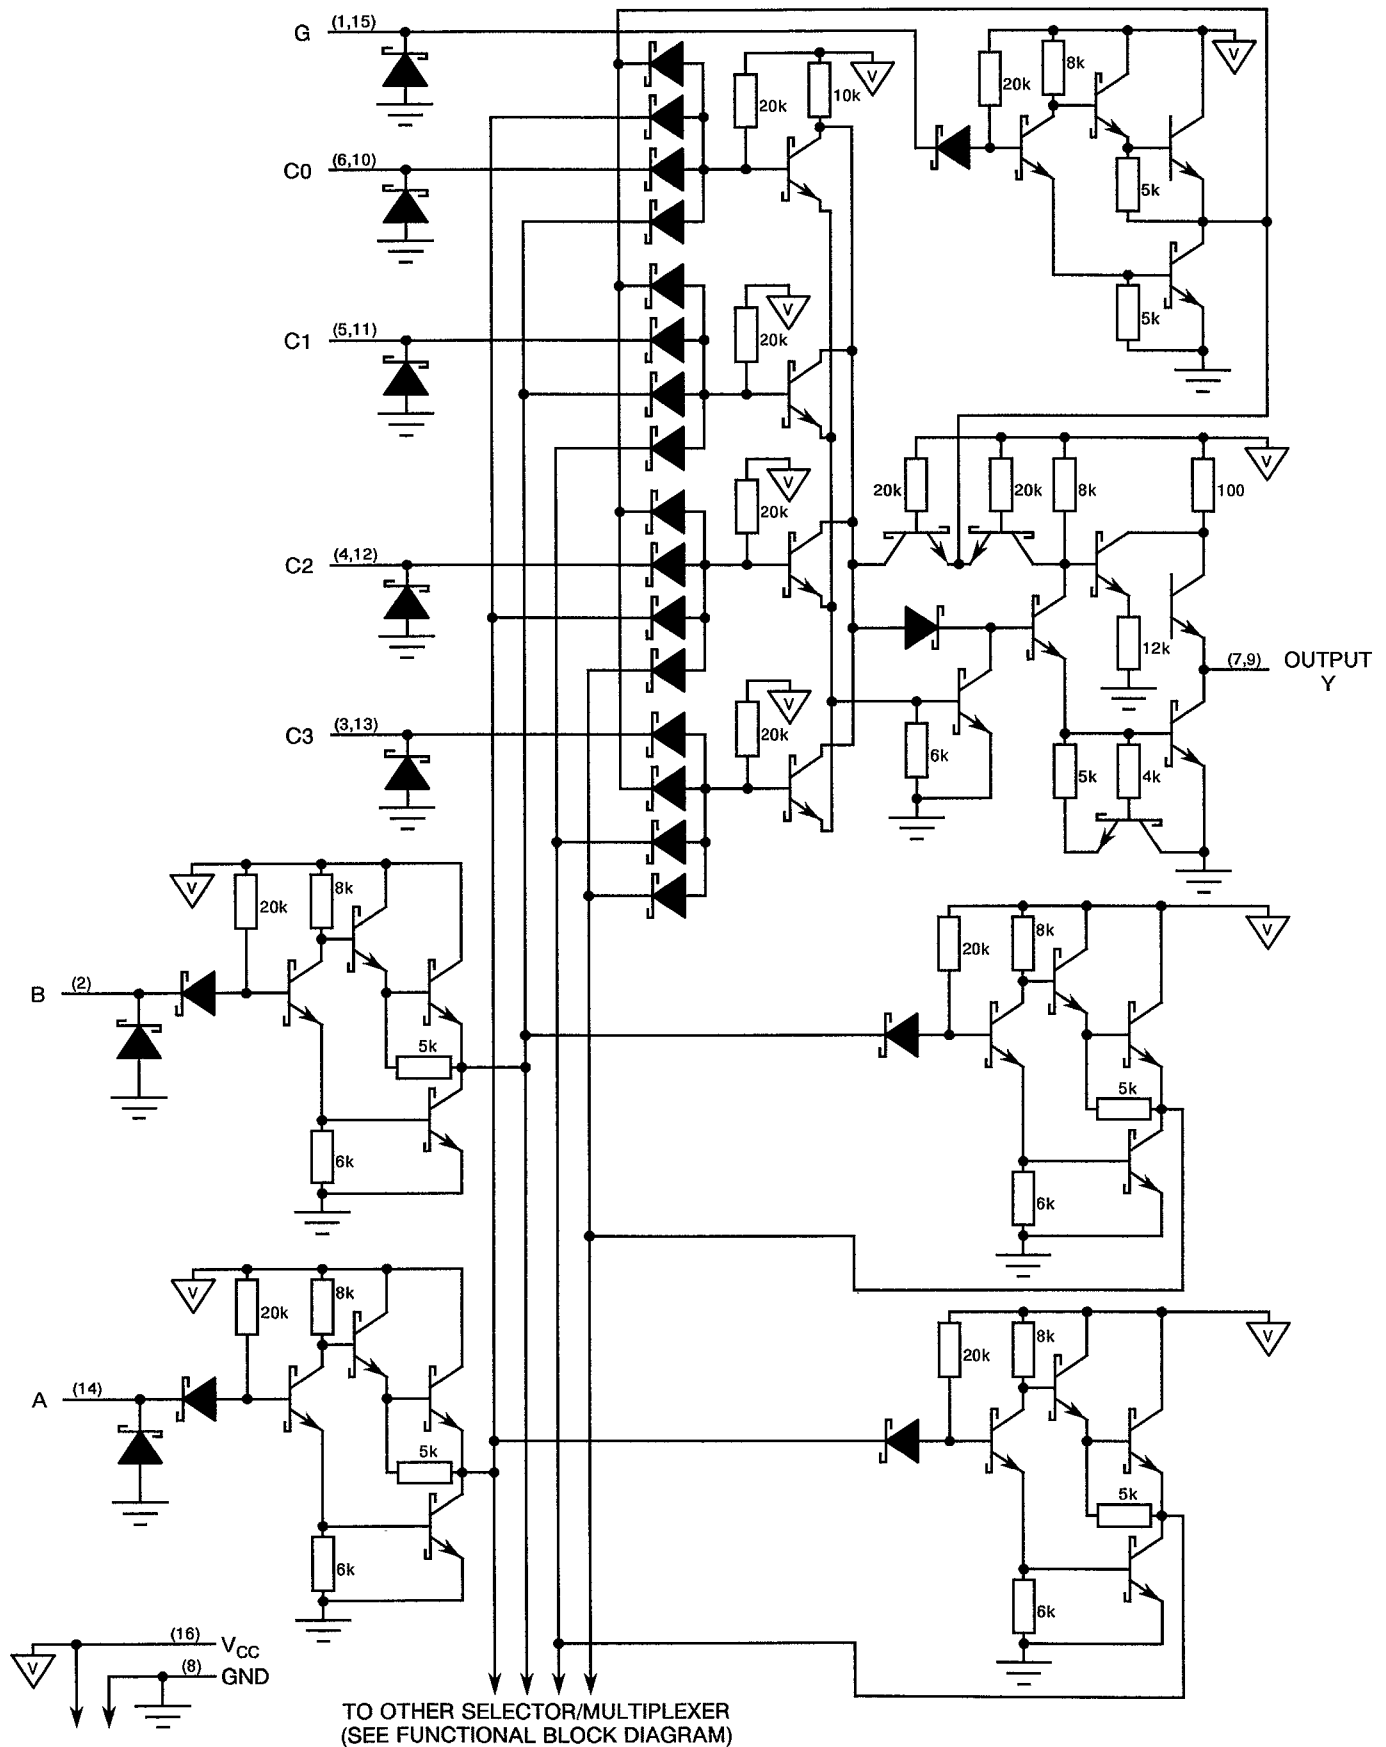 G (1,15)
V
20k
8k
5k
5k
20k
10k
V
C0 (6,10)
V
20k
C1 (5,11)
V
20k
C2 (4,12)
V
20k
20k
8k
100
V
12k
(7,9) OUTPUT
Y
C3 (3,13)
V
20k
6k
5k
4k
V
20k
8k
B (2)
5k
6k
20k
8k
V
5k
6k
V
20k
8k
A (14)
5k
6k
20k
8k
V
5k
6k
V
(16) VCC
(8) GND
TO OTHER SELECTOR/MULTIPLEXER
(SEE FUNCTIONAL BLOCK DIAGRAM)